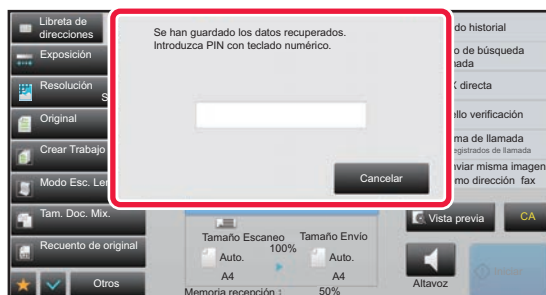 Libreta de
direcciones
Exposición
Resolución
S
Original
Crear Trabajo
Modo Esc. Le
Tam. Doc. Mix.
Recuento de original
Otros
Se han guardado los datos recuperados.
Introduzca PIN con teclado numérico.
Cancelar
do historial
o de búsqueda
ada
directa
llo verificación
ma de llamada
egistrados de llamada
viar misma imagen
mo dirección fax
Vista previa
CA
Tamaño Escaneo
Tamaño Envío
100%
Auto.
Auto.
A4
A4
Memoria recepción :
50%
Altavoz